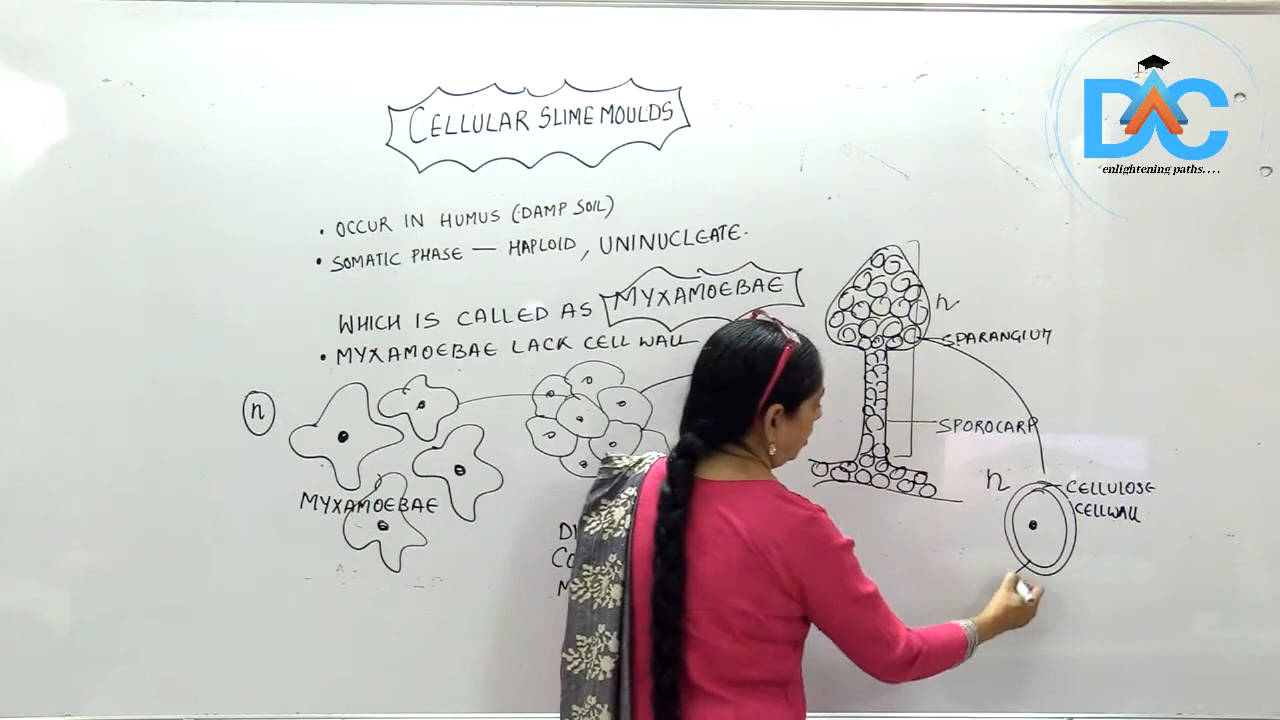 DAC
enlightening paths....
CELLULAR SLIME MOULDS
• OCCUR IN HUMUS (DAMP SOIL)
• SOMATIC PHASE — HAPLOID, UNINUCLEATE.
WHICH IS CALLED AS MYXAMOEBAE
• MYXAMOEBAE LACK CELL WALL
n
MYXAMOEBAE
n
SPARANGIUM
SPOROCARP
n
CELLULOSE
CELLWALL